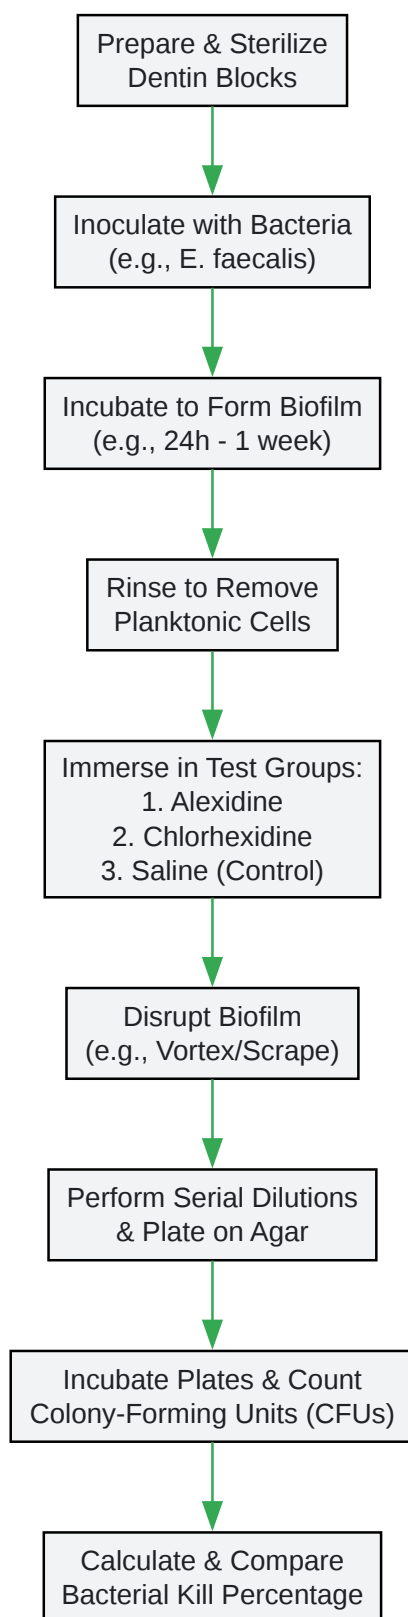 Prepare & Sterilize
Dentin Blocks
Inoculate with Bacteria
(e.g., E. faecalis)
Incubate to Form Biofilm
(e.g., 24h - 1 week)
Rinse to Remove
Planktonic Cells
Immerse in Test Groups:
1. Alexidine
2. Chlorhexidine
3. Saline (Control)
Disrupt Biofilm
(e.g., Vortex/Scrape)
Perform Serial Dilutions
& Plate on Agar
Incubate Plates & Count
Colony-Forming Units (CFUs)
Calculate & Compare
Bacterial Kill Percentage